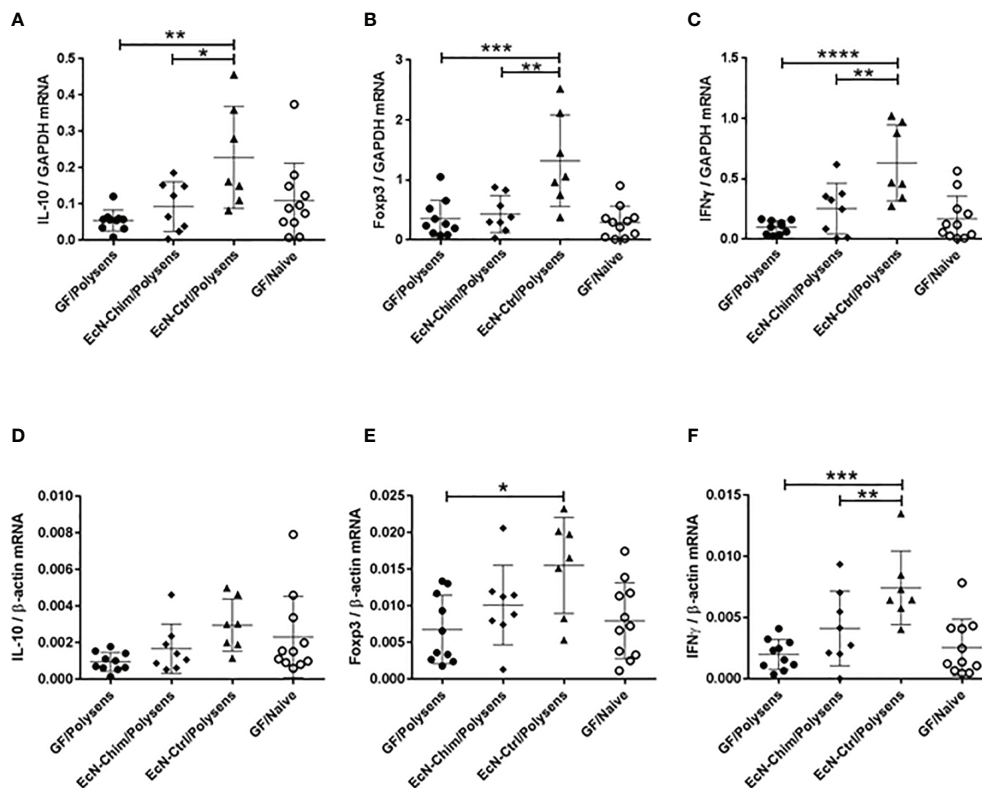 A
**
*
0.5
0.4
0.3
0.2
0.1
0.0
IL-10 / GAPDH mRNA
GF/Polysens
EcN-Chim/Polysens
EcN-Ctrl/Polysens
GF/Naive
B
***
**
3
2
1
0
Foxp3 / GAPDH mRNA
GF/Polysens
EcN-Chim/Polysens
EcN-Ctrl/Polysens
GF/Naive
C
****
**
1.5
1.0
0.5
0.0
IFNγ / GAPDH mRNA
GF/Polysens
EcN-Chim/Polysens
EcN-Ctrl/Polysens
GF/Naive
D
0.010
0.008
0.006
0.004
0.002
0.000
IL-10 / β-actin mRNA
GF/Polysens
EcN-Chim/Polysens
EcN-Ctrl/Polysens
GF/Naive
E
*
0.025
0.020
0.015
0.010
0.005
0.000
Foxp3 / β-actin mRNA
GF/Polysens
EcN-Chim/Polysens
EcN-Ctrl/Polysens
GF/Naive
F
***
**
0.015
0.010
0.005
0.000
IFNγ / β-actin mRNA
GF/Polysens
EcN-Chim/Polysens
EcN-Ctrl/Polysens
GF/Naive